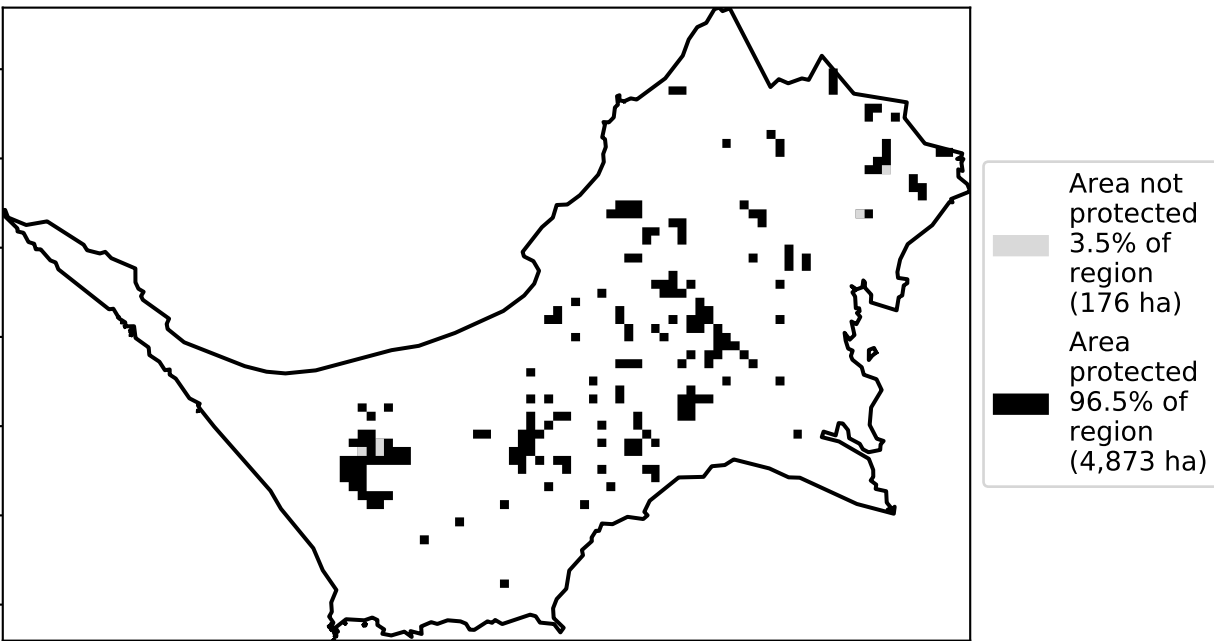 Area not
protected
3.5% of
region
(176 ha)
Area
protected
96.5% of
region
(4,873 ha)